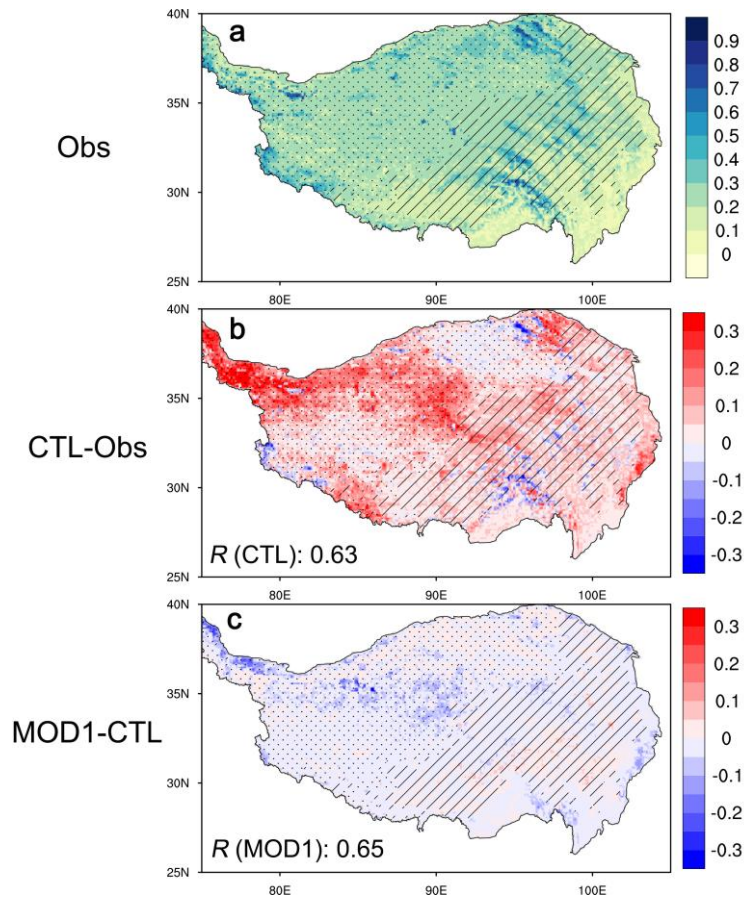 a
40N
35N
30N
25N
80E
90E
100E
Obs
0.9
0.8
0.7
0.6
0.5
0.4
0.3
0.2
0.1
0
b
40N
35N
30N
25N
80E
90E
100E
CTL-Obs
R (CTL): 0.63
0.3
0.2
0.1
0
-0.1
-0.2
-0.3
c
40N
35N
30N
25N
80E
90E
100E
MOD1-CTL
R (MOD1): 0.65
0.3
0.2
0.1
0
-0.1
-0.2
-0.3